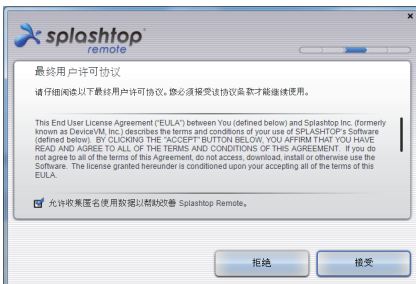 splashtop
remote
最终用户许可协议
请仔细阅读以下最终用户许可协议。您必须接受该协议条款才能继续使用。
This End User License Agreement ("EULA") between You (defined below) and Splashtop Inc. (formerly
known as DeviceVM, Inc.) describes the terms and conditions of your use of SPLASHTOP's Software
(defined below). BY CLICKING THE "ACCEPT" BUTTON BELOW, YOU AFFIRM THAT YOU HAVE
READ AND AGREE TO ALL OF THE TERMS AND CONDITIONS OF THIS AGREEMENT. If you do
not agree to all of the terms of this Agreement, do not access, download, install or otherwise use the
Software. The license granted hereunder is conditioned upon your accepting all of the terms of this
EULA.
允许收集匿名使用数据以帮助改善 Splashtop Remote。
拒绝
接受